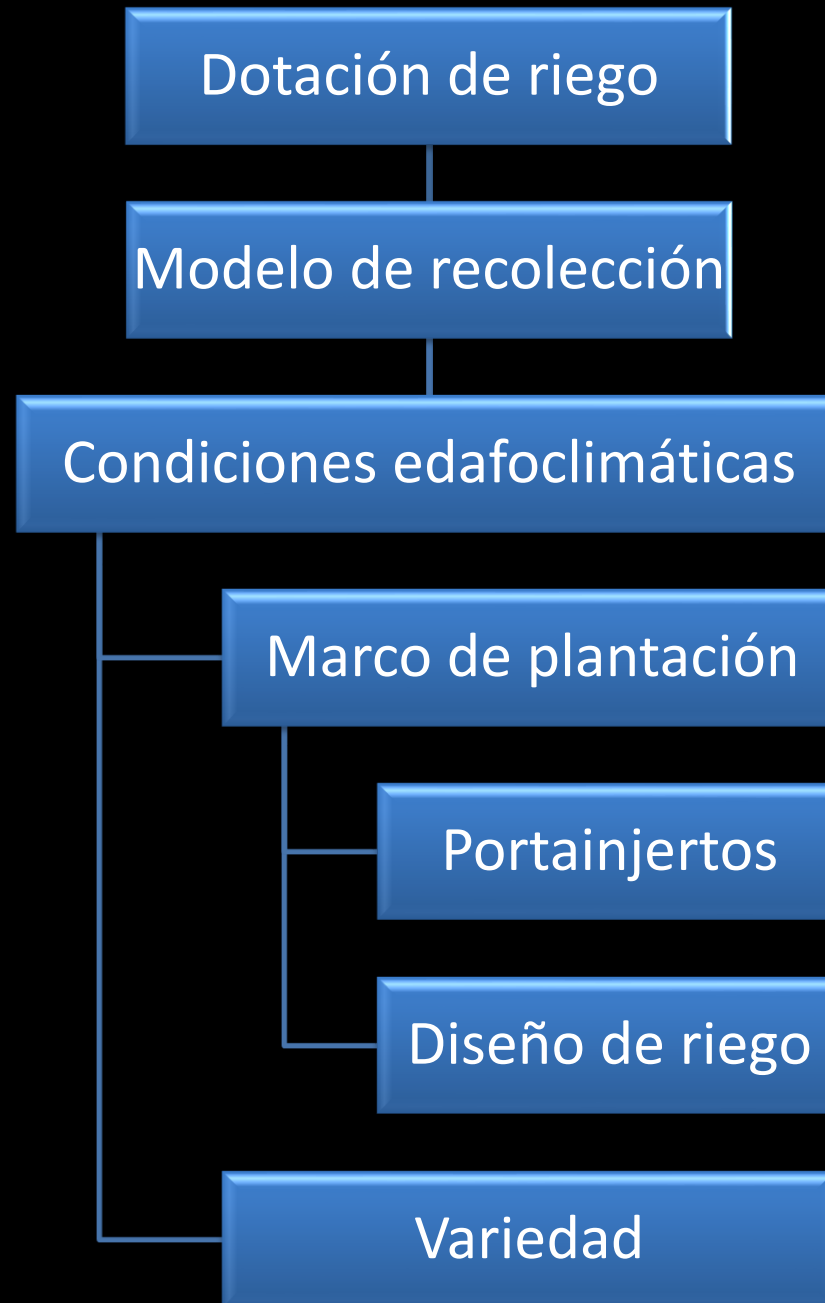 Dotación de riego
Modelo de recolección
Condiciones edafoclimáticas
Marco de plantación
Portainjertos
Diseño de riego
Variedad